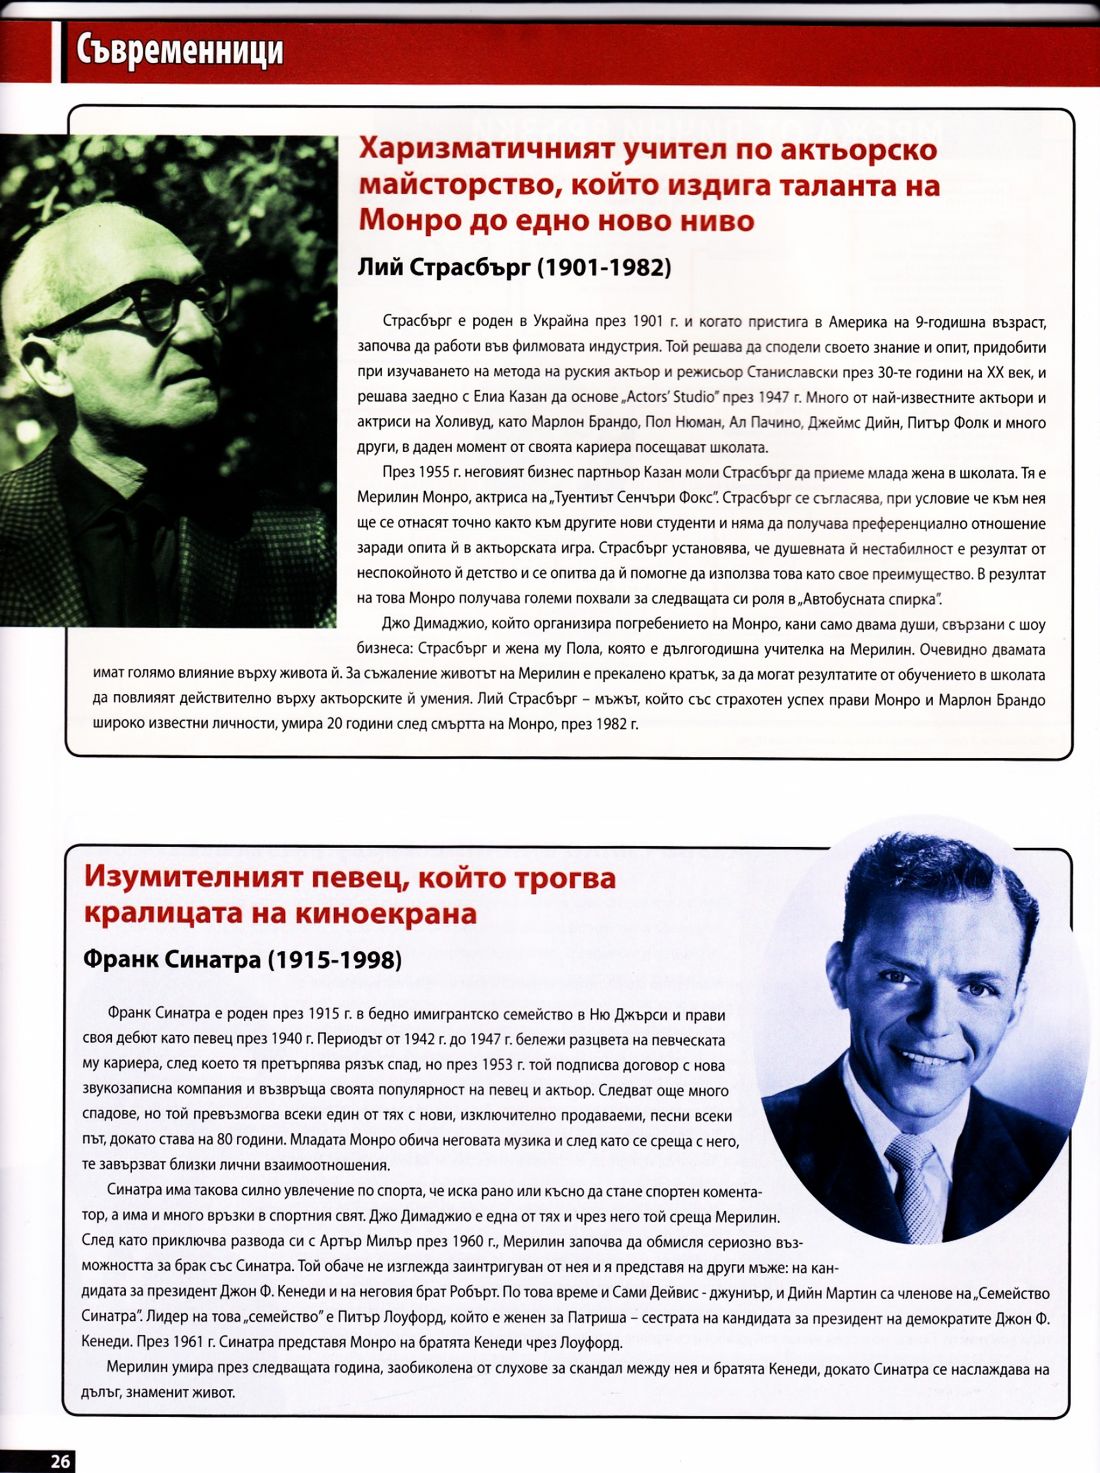 Съвременници
Харизматичният учител по актьорско
майсторство, който издига таланта на
Монро до едно ново ниво
Лий Страсбърг (1901-1982)
Страсбърг е роден в Украйна през 1901 г. и когато пристига в Америка на 9-годишна възраст,
започва да работи във филмовата индустрия. Той решава да сподели своето знание и опит, придобити
при изучаването на метода на руския актьор и режисьор Станиславски през 30-те години на XX век, и
решава заедно с Елиа Казан да основе „Actors’ Studio” през 1947 г. Много от най-известните актьори и
актриси на Холивуд, като Марлон Брандо, Пол Нюман, Ал Пачино, Джеймс Дийн, Питър Фолк и много
други, в даден момент от своята кариера посещават школата.
През 1955 г. неговият бизнес партньор Казан моли Страсбърг да приеме млада жена в школата. Тя е
Мерилин Монро, актриса на „Туентиът Сенчъри Фокс”. Страсбърг се съгласява, при условие че към нея
ще се отнасят точно както към другите нови студенти и няма да получава преференциално отношение
заради опита й в актьорската игра. Страсбърг установява, че душевната й нестабилност е резултат от
неспокойното й детство и се опитва да й помогне да използва това като свое преимущество. В резултат
на това Монро получава големи похвали за следващата си роля в „Автобусната спирка”.
Джо Димаджио, който организира погребението на Монро, кани само двама души, свързани с шоу
бизнеса: Страсбърг и жена му Пола, която е дългогодишна учителка на Мерилин. Очевидно двамата
имат голямо влияние върху живота й. За съжаление животът на Мерилин е прекалено кратък, за да могат резултатите от обучението в школата
да повлияят действително върху актьорските й умения. Лий Страсбърг – мъжът, който със страхотен успех прави Монро и Марлон Брандо
широко известни личности, умира 20 години след смъртта на Монро, през 1982 г.
Изумителният певец, който трогва
кралицата на киноекрана
Франк Синатра (1915-1998)
Франк Синатра е роден през 1915 г. в бедно имигрантско семейство в Ню Джърси и прави
своя дебют като певец през 1940 г. Периодът от 1942 г. до 1947 г. бележи разцвета на певческата
му кариера, след което тя претърпява рязък спад, но през 1953 г. той подписва договор с нова
звукозаписна компания и възвръща своята популярност на певец и актьор. Следват още много
спадове, но той превъзмогва всеки един от тях с нови, изключително продаваеми, песни всеки
път, докато става на 80 години. Младата Монро обича неговата музика и след като се среща с него,
те завързват близки лични взаимоотношения.
Синатра има такова силно увлечение по спорта, че иска рано или късно да стане спортен комента-
тор, а има и много връзки в спортния свят. Джо Димаджио е една от тях и чрез него той среща Мерилин.
След като приключва развода си с Артър Милър през 1960 г., Мерилин започва да обмисля сериозно въз-
можността за брак със Синатра. Той обаче не изглежда заинтригуван от нея и я представя на други мъже: на кан-
дидата за президент Джон Ф. Кенеди и на неговия брат Робърт. По това време и Сами Дейвис - джуниър, и Дийн Мартин са членове на „Семейство
Синатра”. Лидер на това „семейство” е Питър Лоуфорд, който е женен за Патриша – сестрата на кандидата за президент на демократите Джон Ф.
Кенеди. През 1961 г. Синатра представя Монро на братята Кенеди чрез Лоуфорд.
Мерилин умира през следващата година, заобиколена от слухове за скандал между нея и братята Кенеди, докато Синатра се наслаждава на
дълъг, знаменит живот.
26